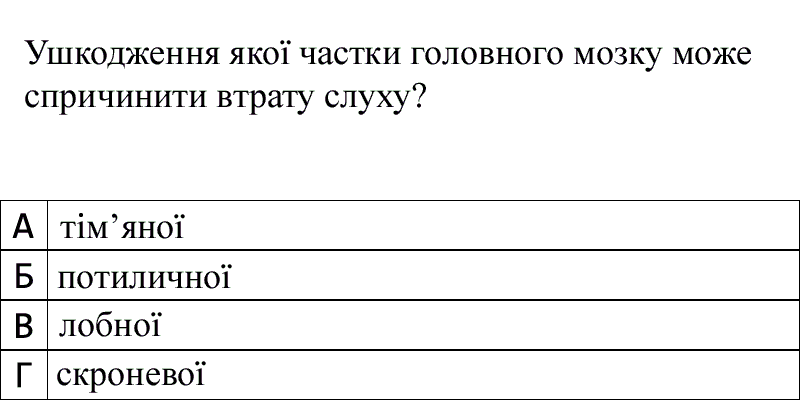 Ушкодження якої частки головного мозку може
спричинити втрату слуху?
А тім’яної
Б потиличної
В лобної
Г скроневої